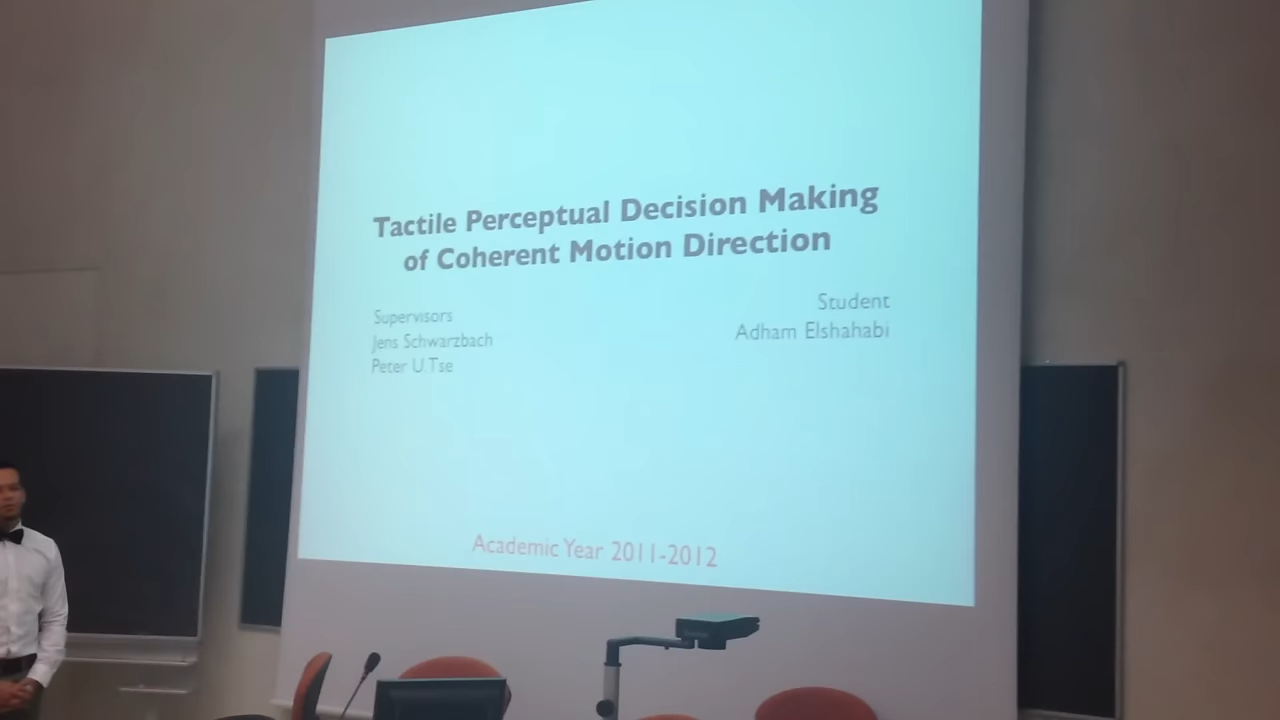 Tactile Perceptual Decision Making
of Coherent Motion Direction
Supervisors
Jens Schwarzbach
Peter U. Tse
Student
Adham Elshahabi
Academic Year 2011-2012